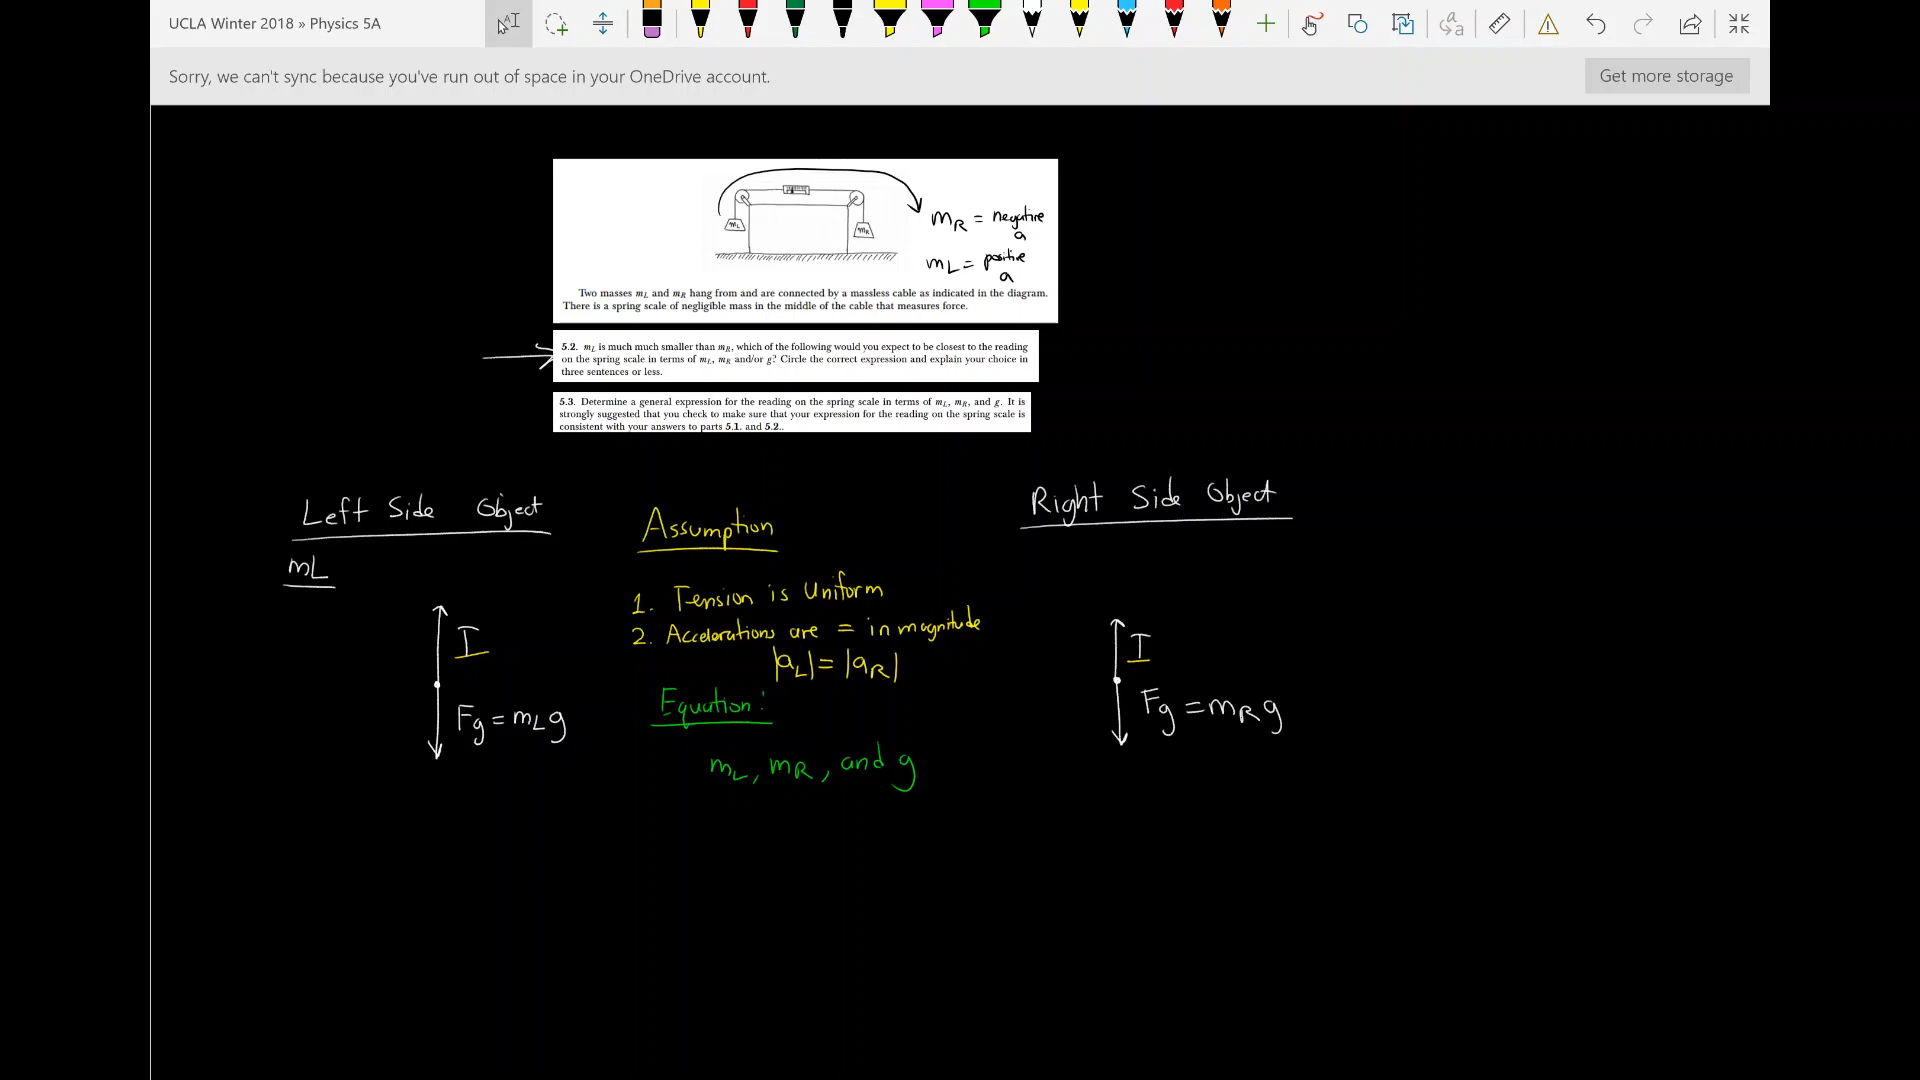 UCLA Winter 2018 » Physics 5A
Sorry, we can't sync because you've run out of space in your OneDrive account.
Get more storage
mL
mR
mR = negative
a
mL = positive
a
Two masses mL and mR hang from and are connected by a massless cable as indicated in the diagram.
There is a spring scale of negligible mass in the middle of the cable that measures force.
5.2. mL is much much smaller than mR, which of the following would you expect to be closest to the reading
on the spring scale in terms of mL, mR and/or g? Circle the correct expression and explain your choice in
three sentences or less.
5.3. Determine a general expression for the reading on the spring scale in terms of mL, mR, and g. It is
strongly suggested that you check to make sure that your expression for the reading on the spring scale is
consistent with your answers to parts 5.1. and 5.2..
Left Side Object
mL
T
Fg = mLg
Assumption
1. Tension is Uniform
2. Accelerations are = in magnitude
|aL| = |aR|
Equation:
mL, mR, and g
Right Side Object
T
Fg = mRg